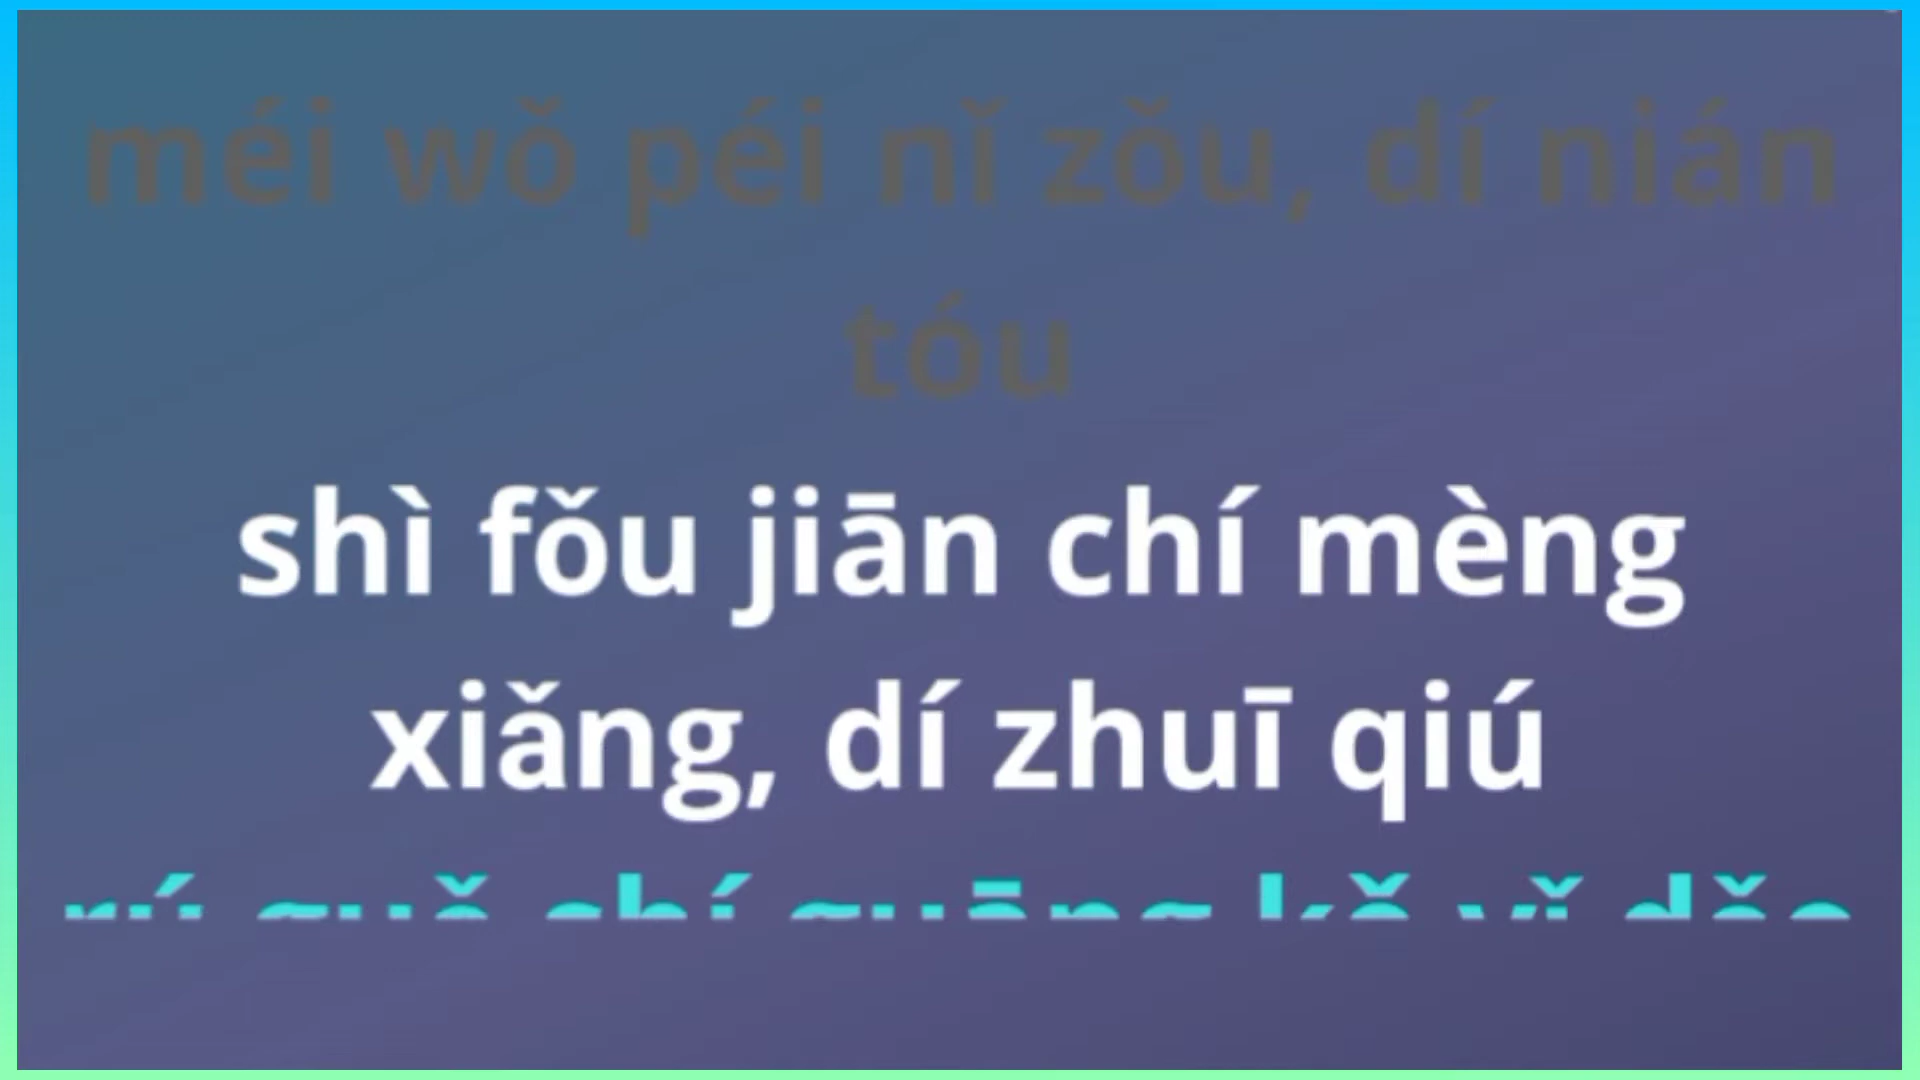 méi wǒ péi nǐ zǒu, dí nián
tóu
shì fǒu jiān chí mèng
xiǎng, dí zhuī qiú